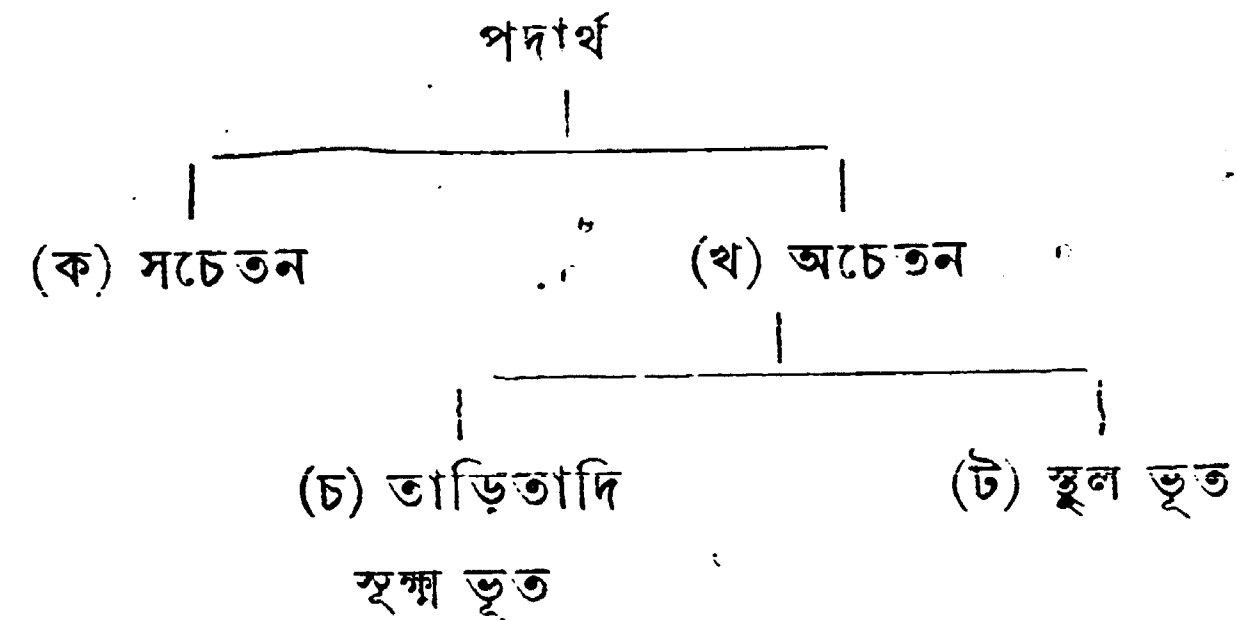 পদার্থ
(ক) সচেতন (খ) অচেতন
(চ) তাড়িতাদি (ট) স্থূল ভূত
সূক্ষ্ম ভূত